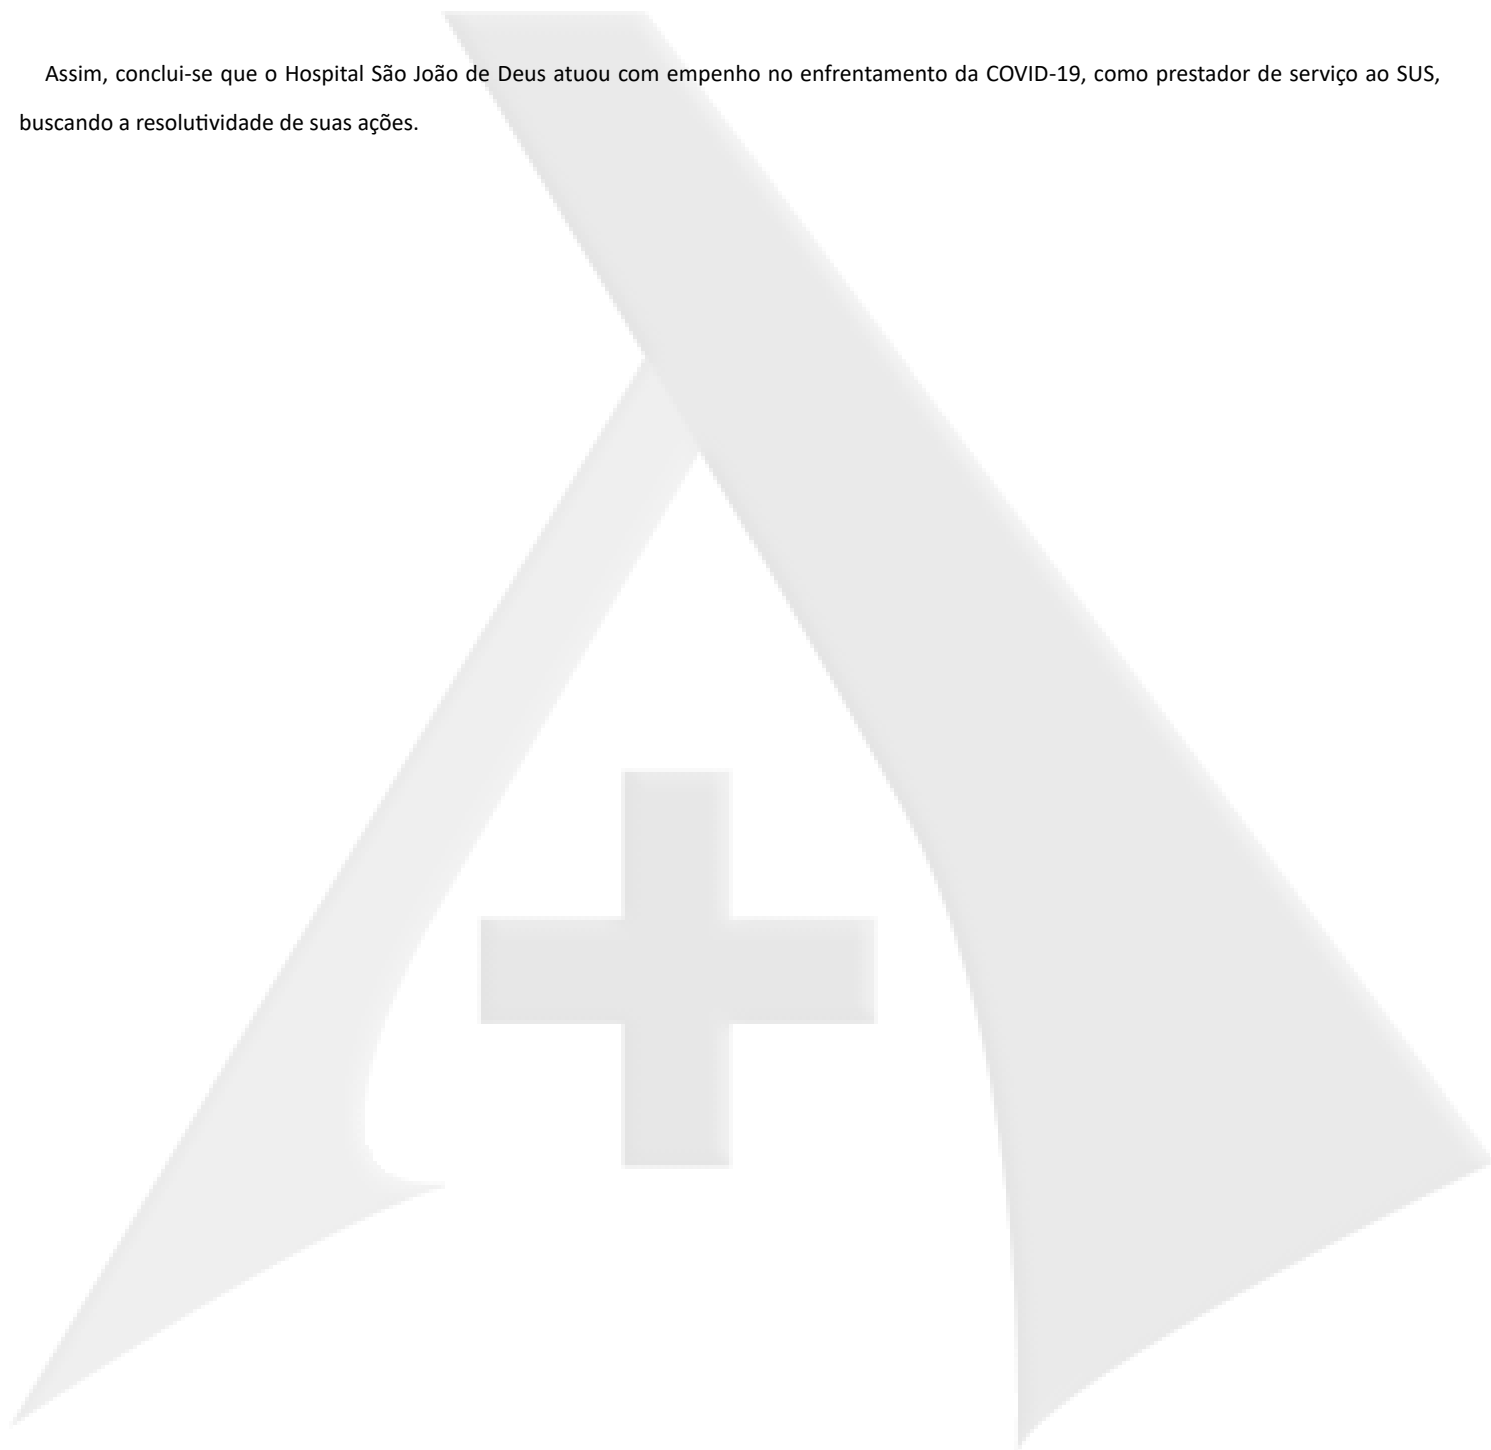 Assim, conclui-se que o Hospital São João de Deus atuou com empenho no enfrentamento da COVID-19, como prestador de serviço ao SUS,
buscando a resolutividade de suas ações.